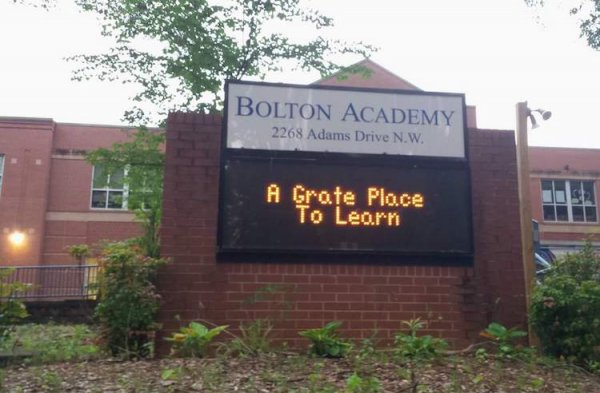 BOLTON ACADEMY
2268 Adams Drive N.W.
A Grate Place
To Learn